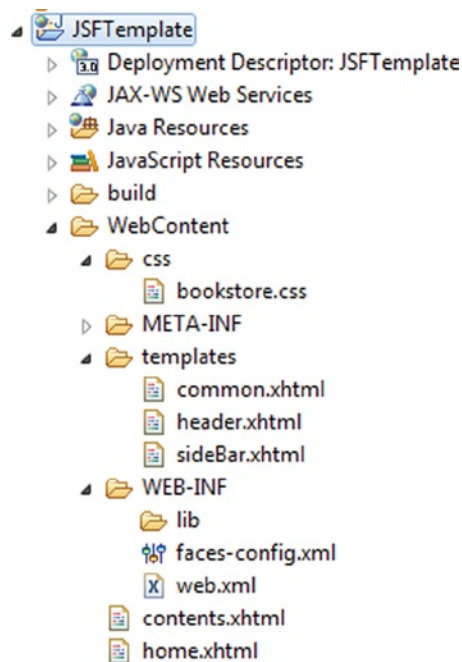 JSFTemplate
3.0 Deployment Descriptor: JSFTemplate
JAX-WS Web Services
Java Resources
JavaScript Resources
build
WebContent
css
bookstore.css
META-INF
templates
common.xhtml
header.xhtml
sideBar.xhtml
WEB-INF
lib
faces-config.xml
X web.xml
contents.xhtml
home.xhtml